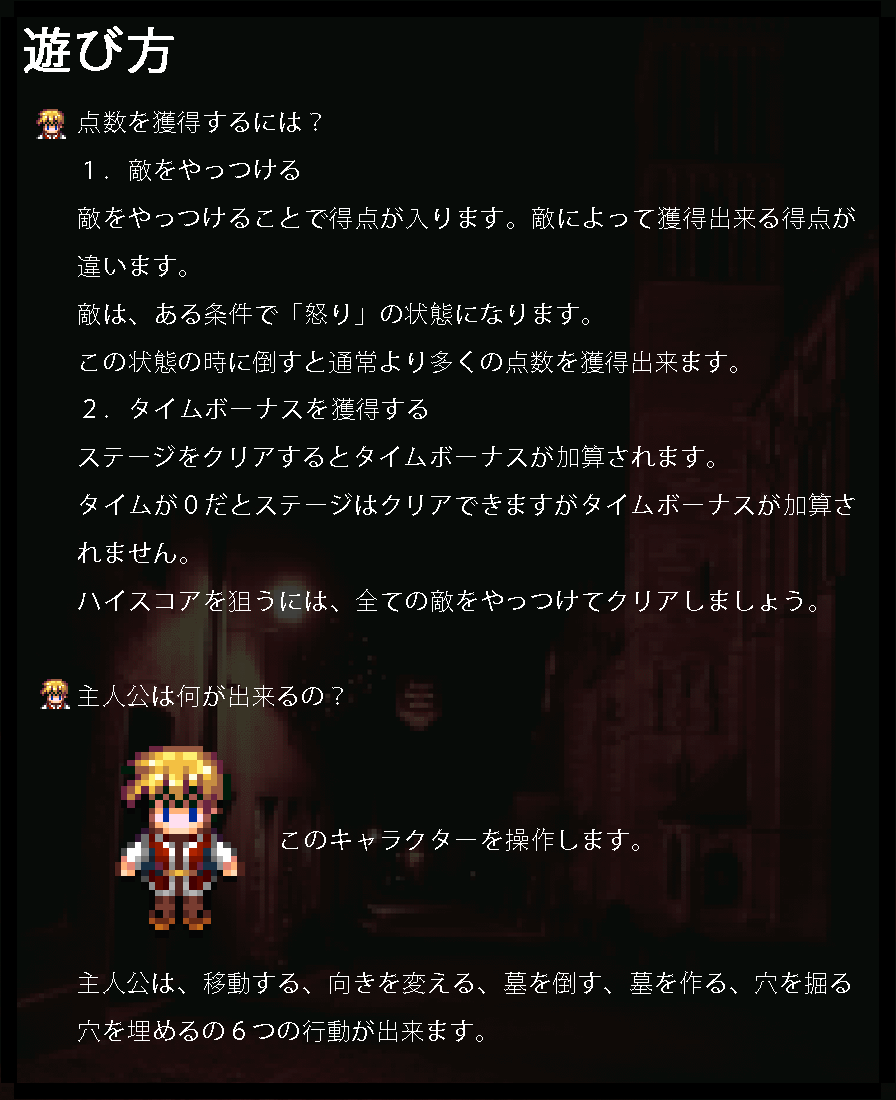 遊び方
点数を獲得するには？
１．敵をやっつける
敵をやっつけることで得点が入ります。敵によって獲得出来る得点が
違います。
敵は、ある条件で「怒り」の状態になります。
この状態の時に倒すと通常より多くの点数を獲得出来ます。
２．タイムボーナスを獲得する
ステージをクリアするとタイムボーナスが加算されます。
タイムが０だとステージはクリアできますがタイムボーナスが加算さ
れません。
ハイスコアを狙うには、全ての敵をやっつけてクリアしましょう。
主人公は何が出来るの？
このキャラクターを操作します。
主人公は、移動する、向きを変える、墓を倒す、墓を作る、穴を掘る
穴を埋めるの６つの行動が出来ます。